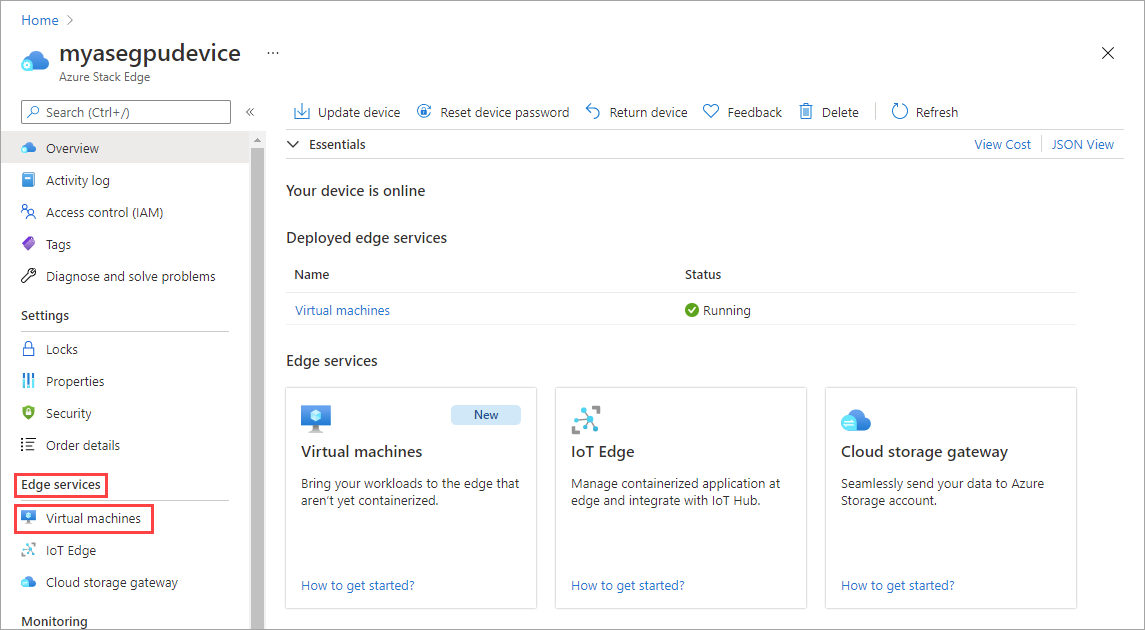 Home
myasegpudevice ...
Azure Stack Edge
Search (Ctrl+/)
Update device
Reset device password
Return device
Feedback
Delete
Refresh
Essentials
View Cost
JSON View
Overview
Activity log
Access control (IAM)
Tags
Diagnose and solve problems
Settings
Locks
Properties
Security
Order details
Edge services
Virtual machines
IoT Edge
Cloud storage gateway
Monitoring
Your device is online
Deployed edge services
Name
Status
Virtual machines
Running
Edge services
New
Virtual machines
Bring your workloads to the edge that
aren't yet containerized.
How to get started?
IoT Edge
Manage containerized application at
edge and integrate with IoT Hub.
How to get started?
Cloud storage gateway
Seamlessly send your data to Azure
Storage account.
How to get started?